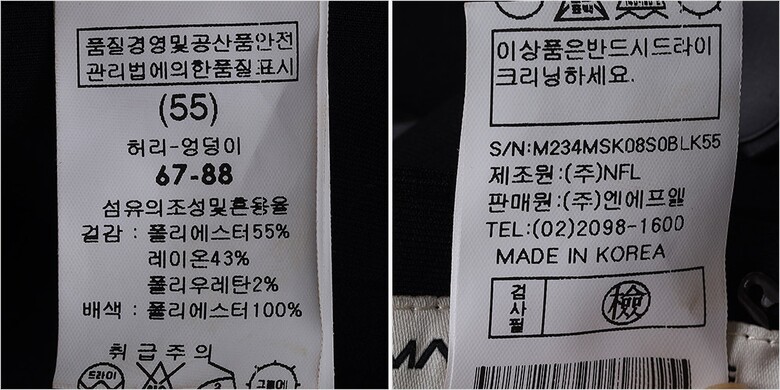 품질경영및공산품안전
관리법에의한품질표시
(55)
허리-엉덩이
67-88
섬유의조성및혼용율
겉감 : 폴리에스터55%
레이온43%
폴리우레탄2%
배색 : 폴리에스터100%
취급주의
드라이
표백
이상품은반드시드라이
크리닝하세요.
S/N:M234MSK08S0BLK55
제조원:(주)NFL
판매원:(주)엔에프엘
TEL:(02)2098-1600
MADE IN KOREA
검사필
檢